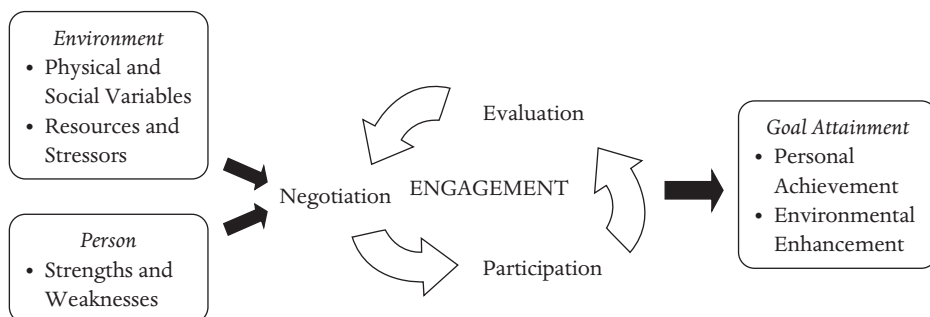 Environment
• Physical and
Social Variables
• Resources and
Stressors
Person
• Strengths and
Weaknesses
Evaluation
Negotiation
ENGAGEMENT
Participation
Goal Attainment
• Personal
Achievement
• Environmental
Enhancement